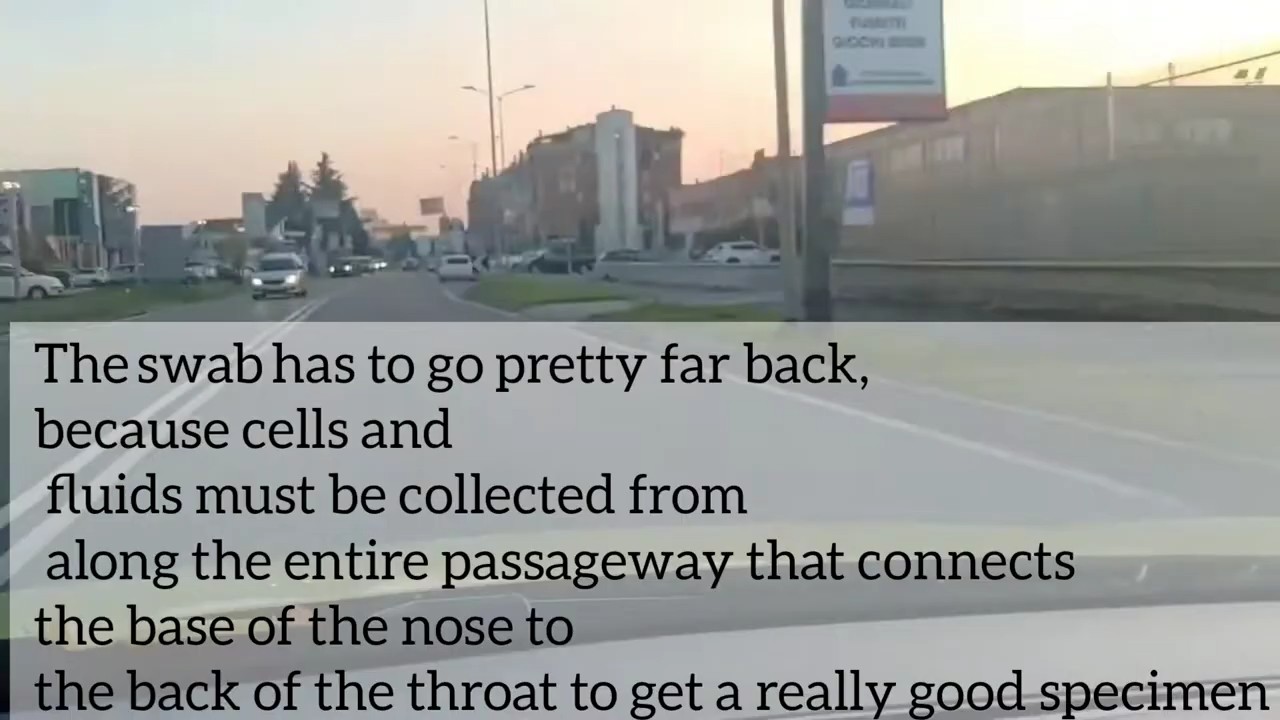 The swab has to go pretty far back,
because cells and
fluids must be collected from
along the entire passageway that connects
the base of the nose to
the back of the throat to get a really good specimen